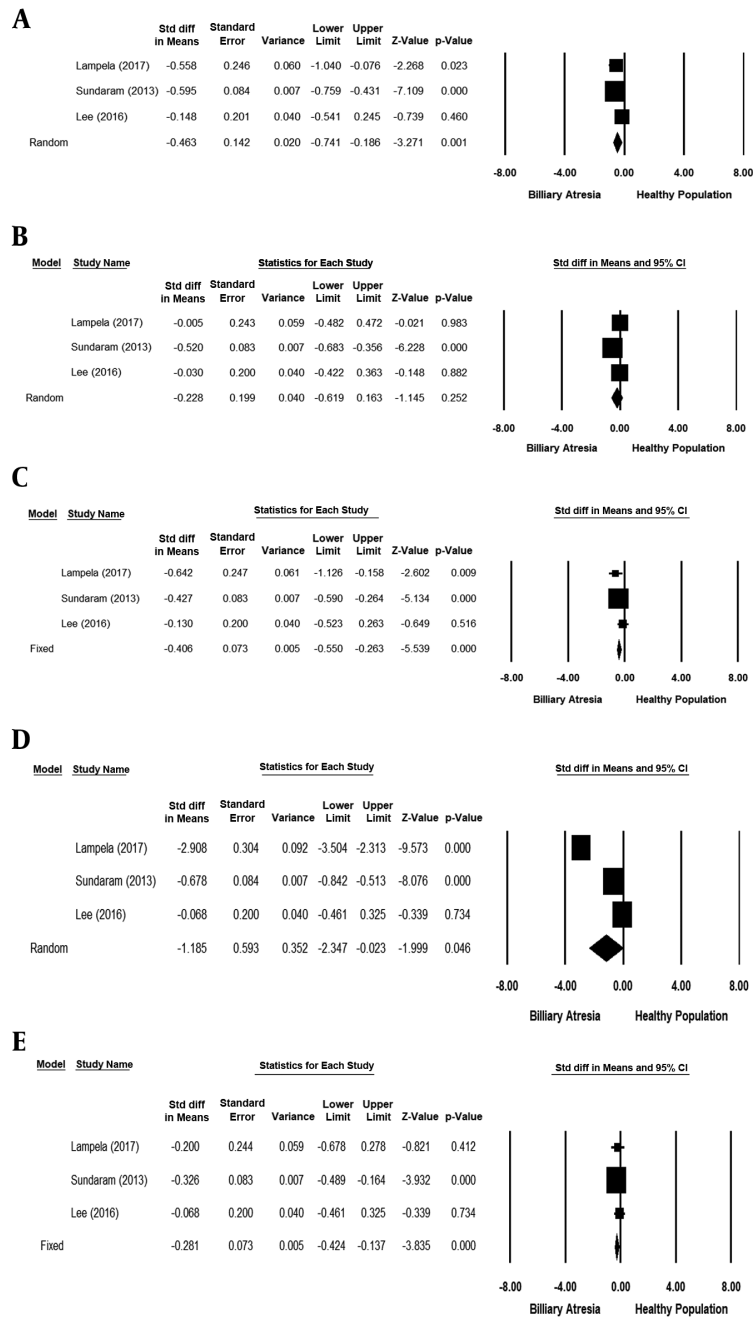 A
Std diff Standard Lower Upper
in Means Error Variance Limit Limit Z-Value p-Value
Lampela (2017) -0.558 0.246 0.060 -1.040 -0.076 -2.268 0.023
Sundaram (2013) -0.595 0.084 0.007 -0.759 -0.431 -7.109 0.000
Lee (2016) -0.148 0.201 0.040 -0.541 0.245 -0.739 0.460
Random -0.463 0.142 0.020 -0.741 -0.186 -3.271 0.001
-8.00 -4.00 0.00 4.00 8.00
Billiary Atresia Healthy Population
B
Model Study Name Statistics for Each Study Std diff in Means and 95% CI
Std diff Standard Lower Upper
in Means Error Variance Limit Limit Z-Value p-Value
Lampela (2017) -0.005 0.243 0.059 -0.482 0.472 -0.021 0.983
Sundaram (2013) -0.520 0.083 0.007 -0.683 -0.356 -6.228 0.000
Lee (2016) -0.030 0.200 0.040 -0.422 0.363 -0.148 0.882
Random -0.228 0.199 0.040 -0.619 0.163 -1.145 0.252
-8.00 -4.00 0.00 4.00 8.00
Billiary Atresia Healthy Population
C
Model Study Name Statistics for Each Study Std diff in Means and 95% CI
Std diff Standard Lower Upper
in Means Error Variance Limit Limit Z-Value p-Value
Lampela (2017) -0.642 0.247 0.061 -1.126 -0.158 -2.602 0.009
Sundaram (2013) -0.427 0.083 0.007 -0.590 -0.264 -5.134 0.000
Lee (2016) -0.130 0.200 0.040 -0.523 0.263 -0.649 0.516
Fixed -0.406 0.073 0.005 -0.550 -0.263 -5.539 0.000
-8.00 -4.00 0.00 4.00 8.00
Billiary Atresia Healthy Population
D
Model Study Name Statistics for Each Study Std diff in Means and 95% CI
Std diff Standard Lower Upper
in Means Error Variance Limit Limit Z-Value p-Value
Lampela (2017) -2.908 0.304 0.092 -3.504 -2.313 -9.573 0.000
Sundaram (2013) -0.678 0.084 0.007 -0.842 -0.513 -8.076 0.000
Lee (2016) -0.068 0.200 0.040 -0.461 0.325 -0.339 0.734
Random -1.185 0.593 0.352 -2.347 -0.023 -1.999 0.046
-8.00 -4.00 0.00 4.00 8.00
Billiary Atresia Healthy Population
E
Model Study Name Statistics for Each Study Std diff in Means and 95% CI
Std diff Standard Lower Upper
in Means Error Variance Limit Limit Z-Value p-Value
Lampela (2017) -0.200 0.244 0.059 -0.678 0.278 -0.821 0.412
Sundaram (2013) -0.326 0.083 0.007 -0.489 -0.164 -3.932 0.000
Lee (2016) -0.068 0.200 0.040 -0.461 0.325 -0.339 0.734
Fixed -0.281 0.073 0.005 -0.424 -0.137 -3.835 0.000
-8.00 -4.00 0.00 4.00 8.00
Billiary Atresia Healthy Population